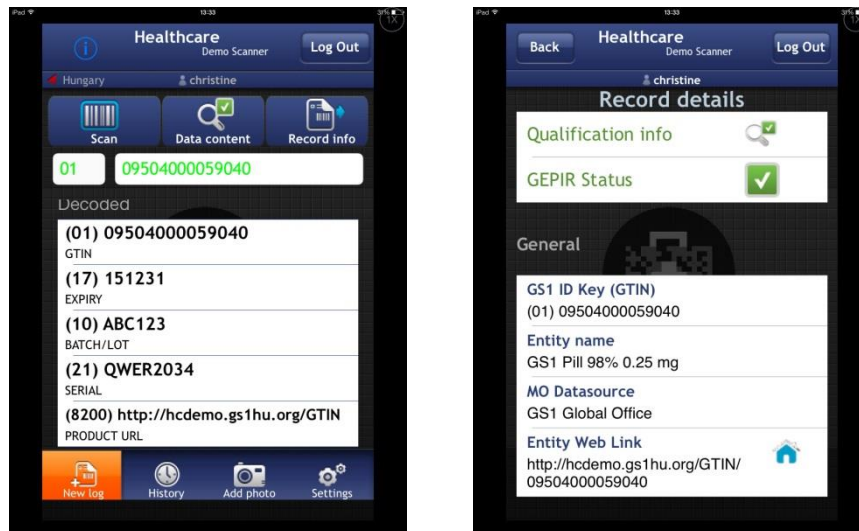 iPad
13:33
31%
1X
Healthcare
Demo Scanner
Log Out
Hungary
christine
Scan
Data content
Record info
01
09504000059040
Decoded
(01) 09504000059040
GTIN
(17) 151231
EXPIRY
(10) ABC123
BATCH/LOT
(21) QWER2034
SERIAL
(8200) http://hcdemo.gs1hu.org/GTIN
PRODUCT URL
New log
History
Add photo
Settings
iPad
13:33
31%
1X
Back
Healthcare
Demo Scanner
Log Out
christine
Record details
Qualification info
GEPIR Status
General
GS1 ID Key (GTIN)
(01) 09504000059040
Entity name
GS1 Pill 98% 0.25 mg
MO Datasource
GS1 Global Office
Entity Web Link
http://hcdemo.gs1hu.org/GTIN/
09504000059040